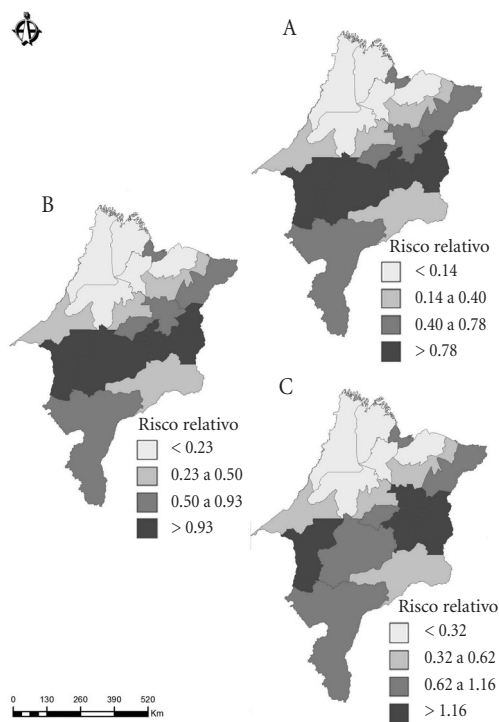 A
Risco relativo
< 0.14
0.14 a 0.40
0.40 a 0.78
> 0.78
B
Risco relativo
< 0.23
0.23 a 0.50
0.50 a 0.93
> 0.93
C
Risco relativo
< 0.32
0.32 a 0.62
0.62 a 1.16
> 1.16
0 130 260 390 520
Km